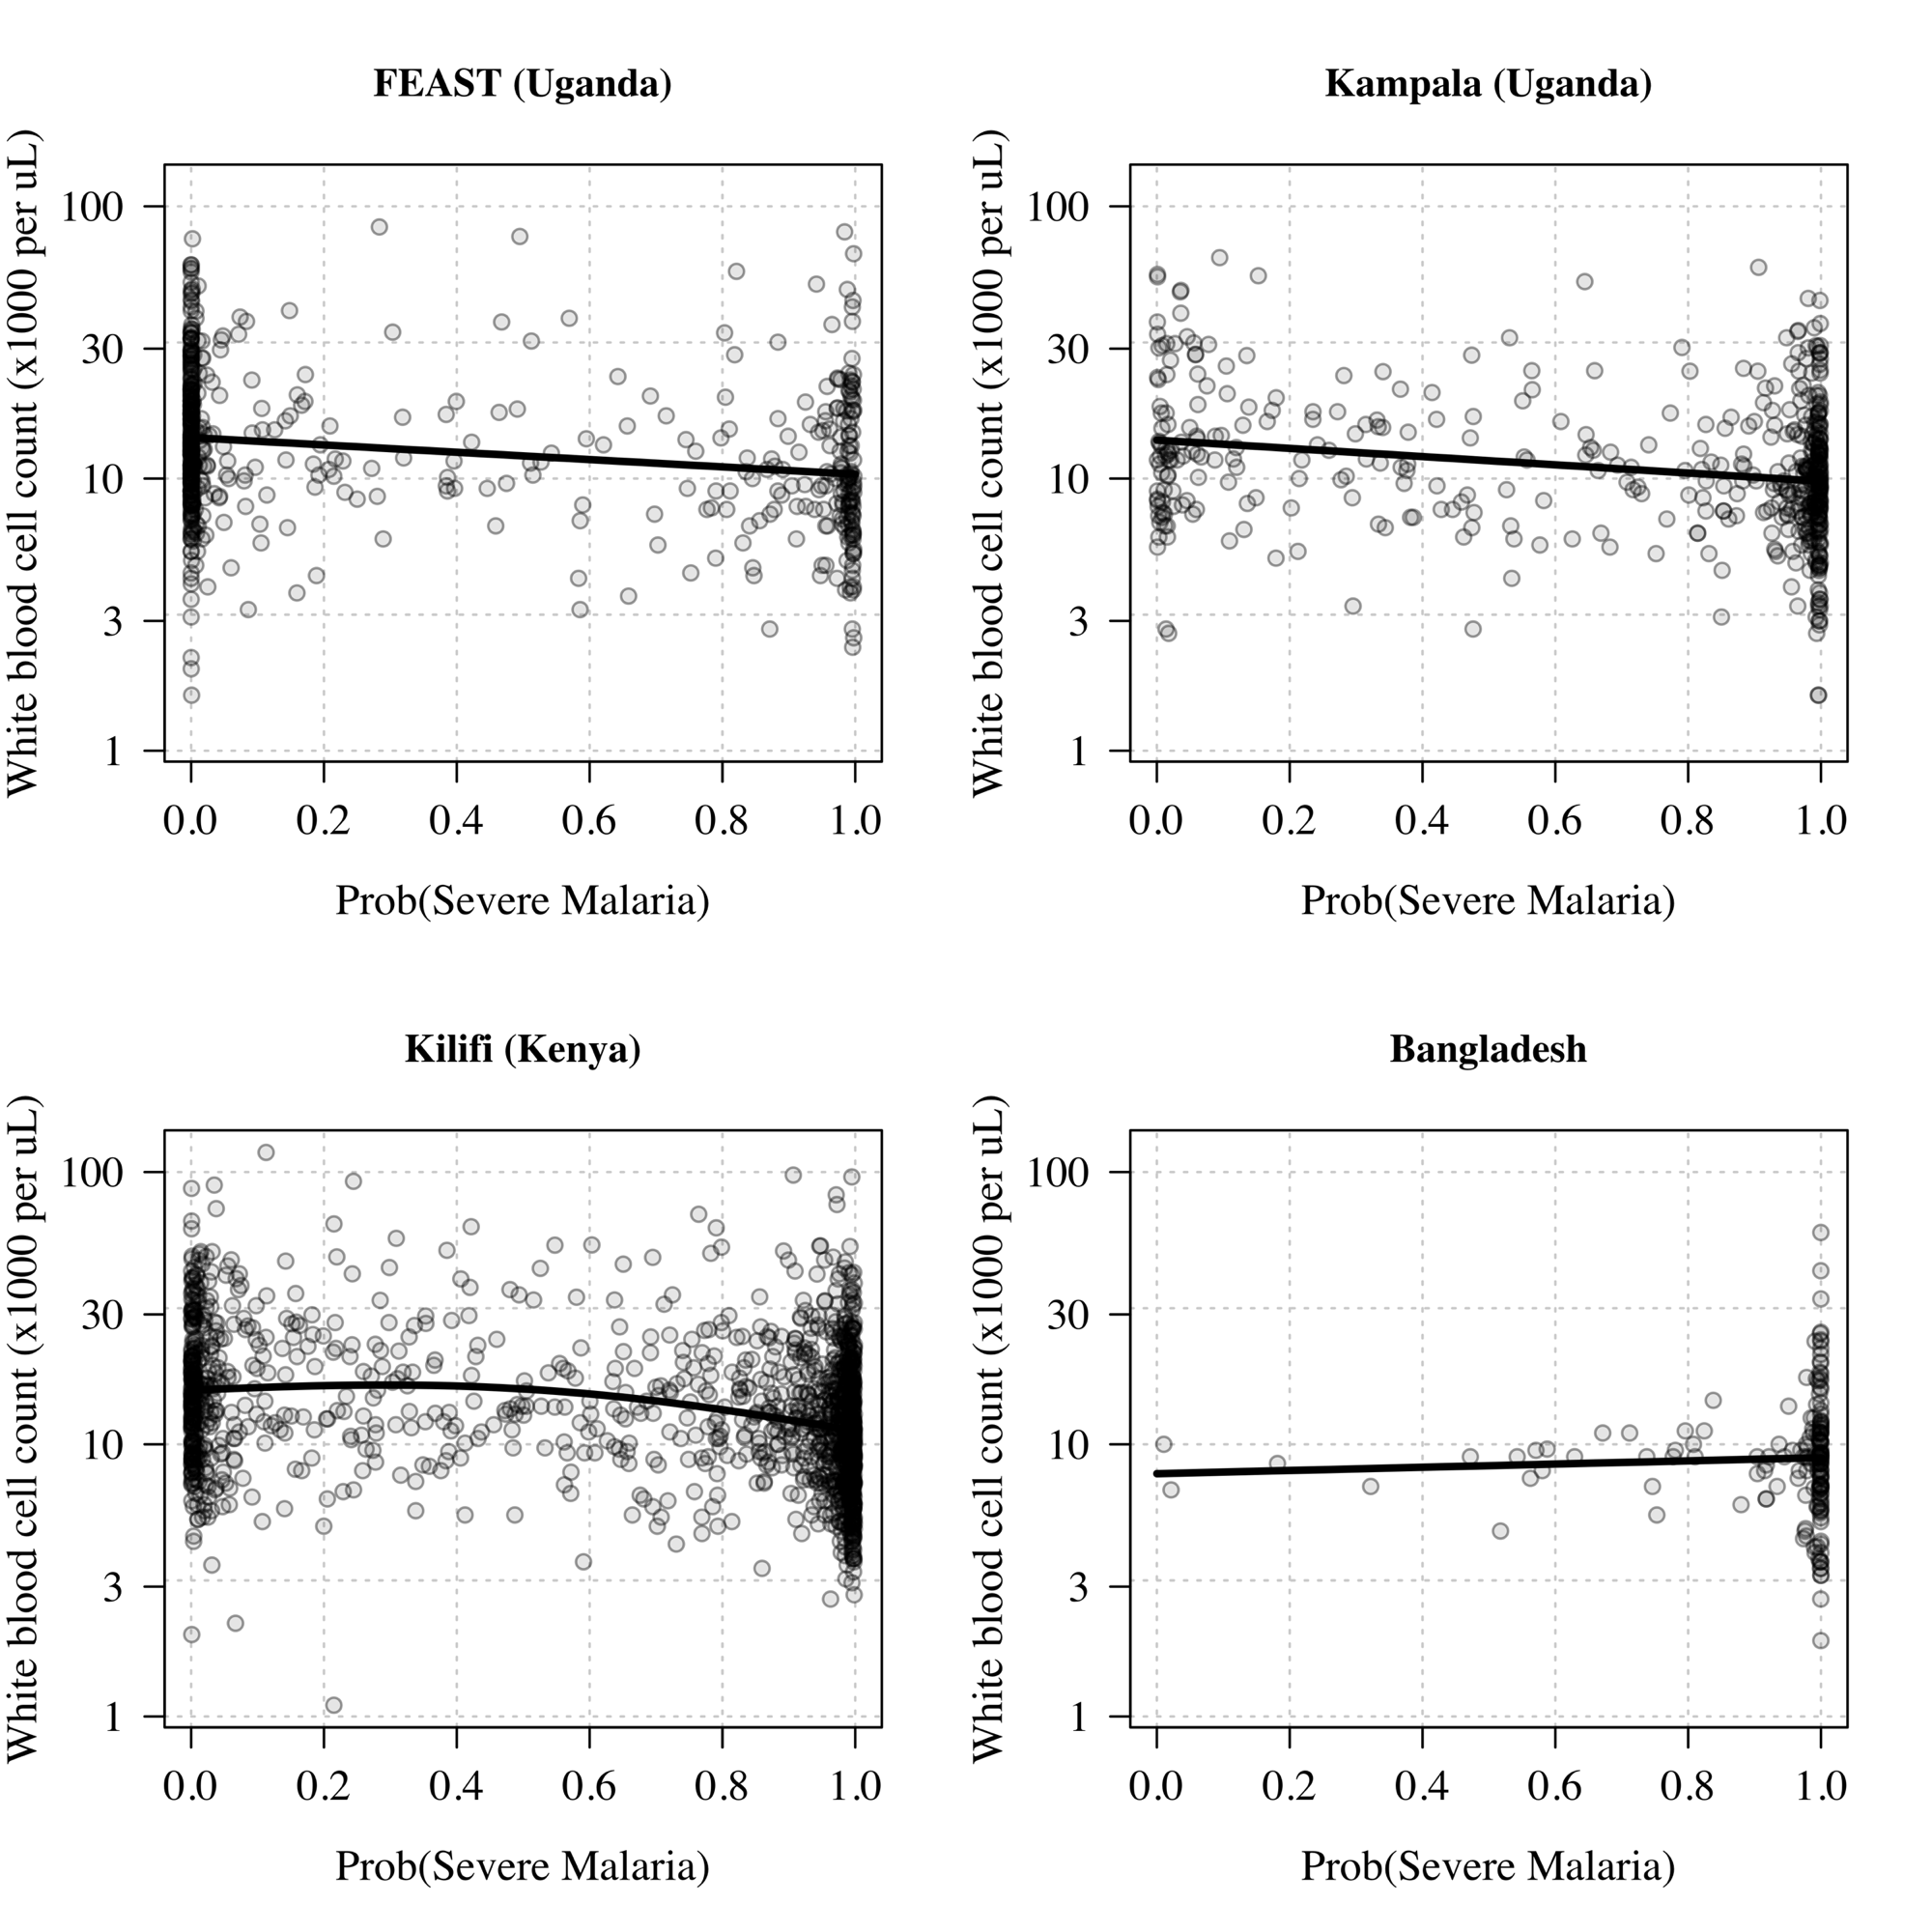 FEAST (Uganda)
White blood cell count (x1000 per uL)
100
30
10
3
1
0.0 0.2 0.4 0.6 0.8 1.0
Prob(Severe Malaria)
Kampala (Uganda)
White blood cell count (x1000 per uL)
100
30
10
3
1
0.0 0.2 0.4 0.6 0.8 1.0
Prob(Severe Malaria)
Kilifi (Kenya)
White blood cell count (x1000 per uL)
100
30
10
3
1
0.0 0.2 0.4 0.6 0.8 1.0
Prob(Severe Malaria)
Bangladesh
White blood cell count (x1000 per uL)
100
30
10
3
1
0.0 0.2 0.4 0.6 0.8 1.0
Prob(Severe Malaria)